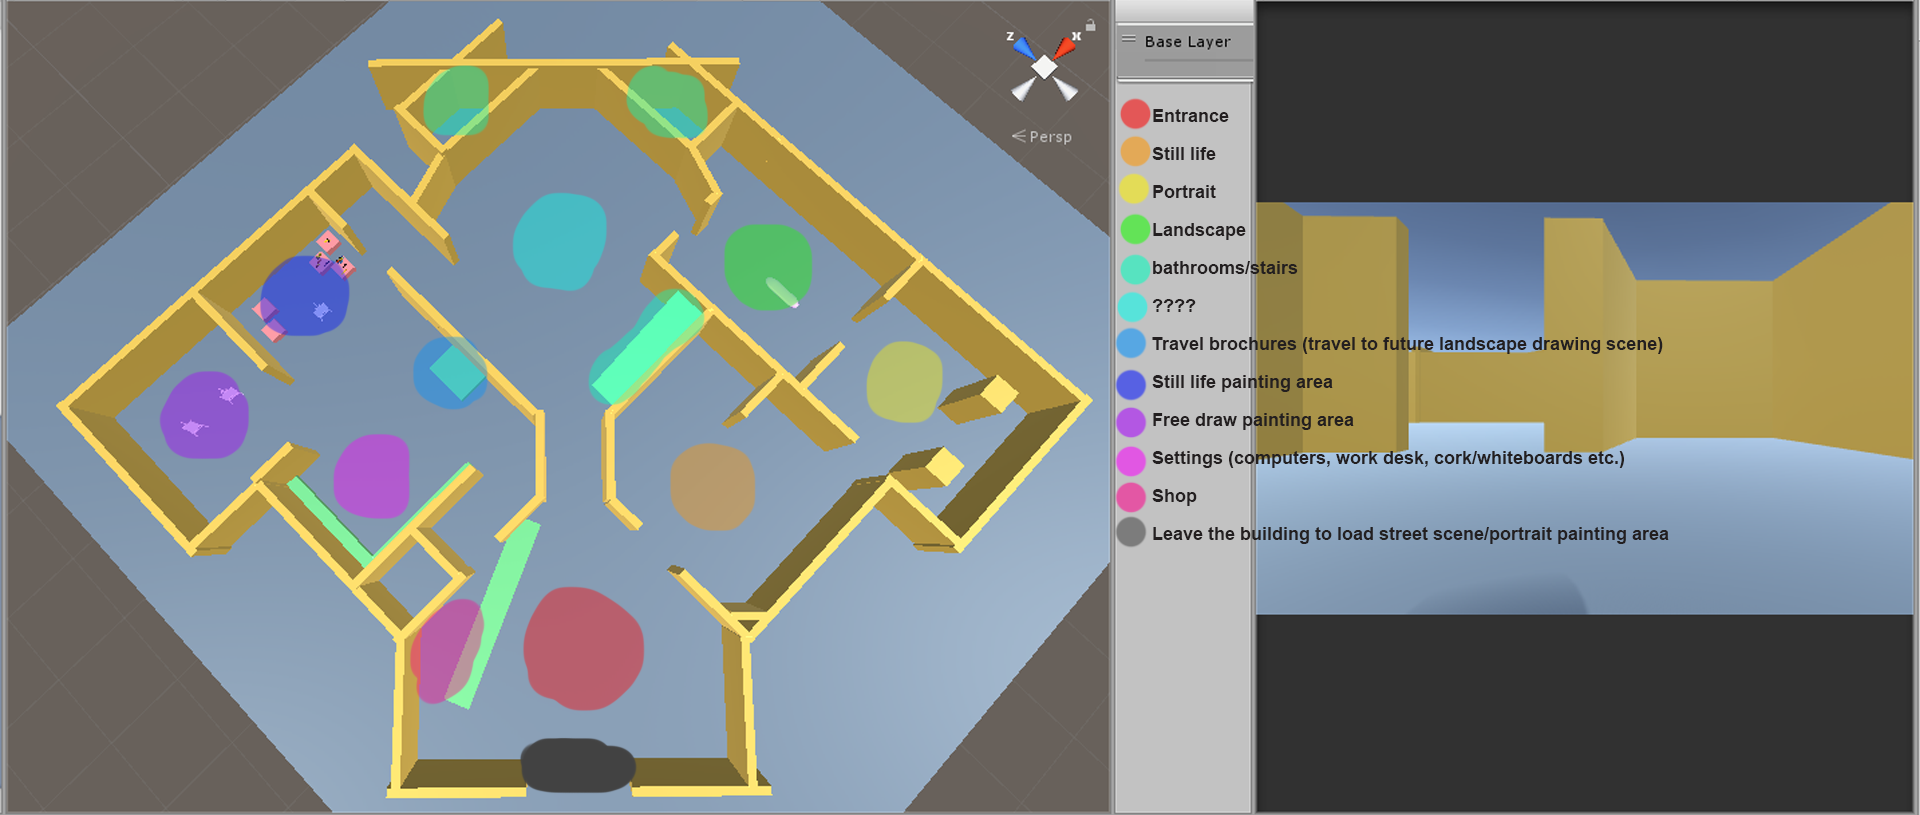 z
x
Persp
Base Layer
Entrance
Still life
Portrait
Landscape
bathrooms/stairs
????
Travel brochures (travel to future landscape drawing scene)
Still life painting area
Free draw painting area
Settings (computers, work desk, cork/whiteboards etc.)
Shop
Leave the building to load street scene/portrait painting area